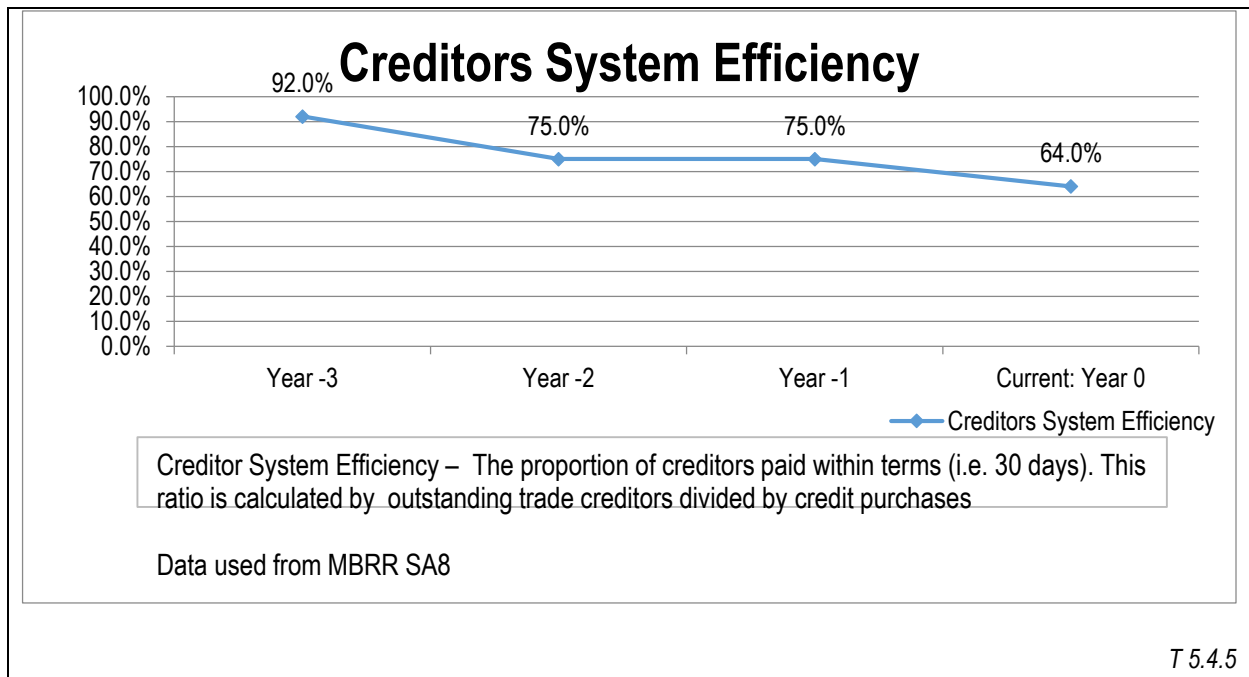 Creditors System Efficiency
92.0%
75.0%
75.0%
64.0%
100.0%
90.0%
80.0%
70.0%
60.0%
50.0%
40.0%
30.0%
20.0%
10.0%
0.0%
Year -3
Year -2
Year -1
Current: Year 0
Creditors System Efficiency
Creditor System Efficiency – The proportion of creditors paid within terms (i.e. 30 days). This
ratio is calculated by outstanding trade creditors divided by credit purchases
Data used from MBRR SA8
T 5.4.5